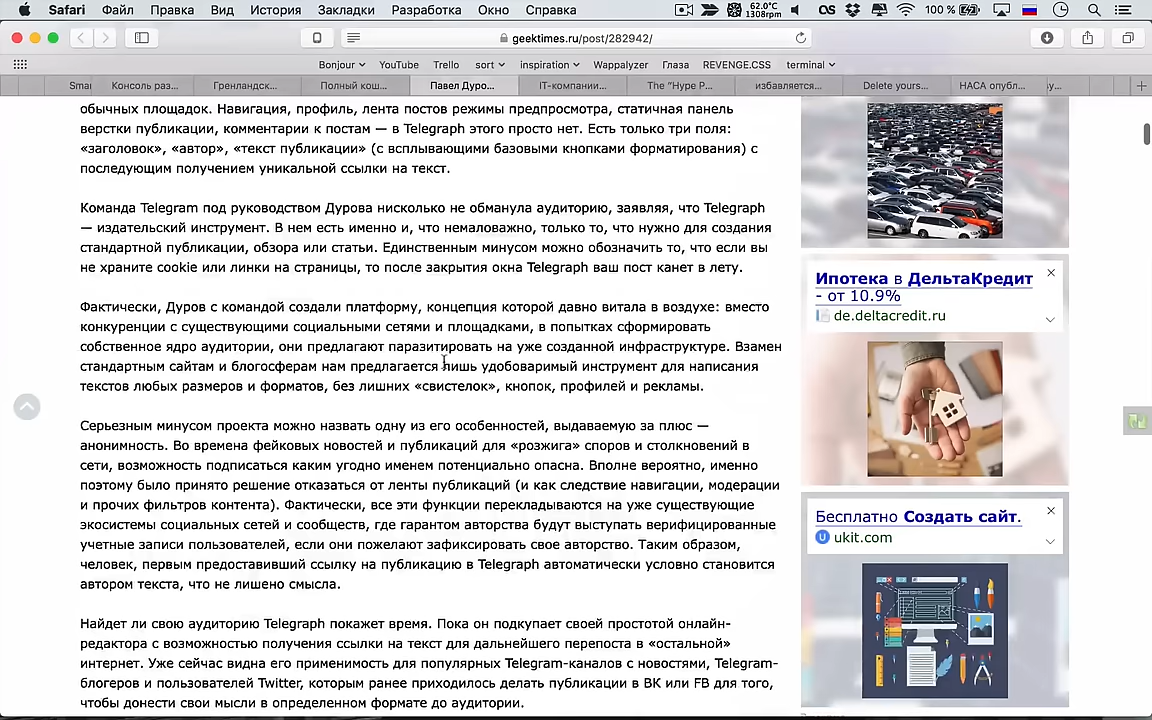 Safari Файл Правка Вид История Закладки Разработка Окно Справка 62.0°C 1308rpm 100 %
geektimes.ru/post/282942/
Bonjour YouTube Trello sort inspiration Wappalyzer Глаза REVENGE.CSS terminal
Smar Консоль раз... Гренландск... Полный кош... Павел Дуро... IT-компании... The "Hype P... избавляется... Delete yours... НАСА опубл...
обычных площадок. Навигация, профиль, лента постов режимы предпросмотра, статичная панель
верстки публикации, комментарии к постам — в Telegraph этого просто нет. Есть только три поля:
«заголовок», «автор», «текст публикации» (с всплывающими базовыми кнопками форматирования) с
последующим получением уникальной ссылки на текст.
Команда Telegram под руководством Дурова нисколько не обманула аудиторию, заявляя, что Telegraph
— издательский инструмент. В нем есть именно и, что немаловажно, только то, что нужно для создания
стандартной публикации, обзора или статьи. Единственным минусом можно обозначить то, что если вы
не храните cookie или линки на страницы, то после закрытия окна Telegraph ваш пост канет в лету.
Фактически, Дуров с командой создали платформу, концепция которой давно витала в воздухе: вместо
конкуренции с существующими социальными сетями и площадками, в попытках сформировать
собственное ядро аудитории, они предлагают паразитировать на уже созданной инфраструктуре. Взамен
стандартным сайтам и блогосферам нам предлагается лишь удобоваримый инструмент для написания
текстов любых размеров и форматов, без лишних «свистелок», кнопок, профилей и рекламы.
Серьезным минусом проекта можно назвать одну из его особенностей, выдаваемую за плюс —
анонимность. Во времена фейковых новостей и публикаций для «розжига» споров и столкновений в
сети, возможность подписаться каким угодно именем потенциально опасна. Вполне вероятно, именно
поэтому было принято решение отказаться от ленты публикаций (и как следствие навигации, модерации
и прочих фильтров контента). Фактически, все эти функции перекладываются на уже существующие
экосистемы социальных сетей и сообществ, где гарантом авторства будут выступать верифицированные
учетные записи пользователей, если они пожелают зафиксировать свое авторство. Таким образом,
человек, первым предоставивший ссылку на публикацию в Telegraph автоматически условно становится
автором текста, что не лишено смысла.
Найдет ли свою аудиторию Telegraph покажет время. Пока он подкупает своей простотой онлайн-
редактора с возможностью получения ссылки на текст для дальнейшего перепоста в «остальной»
интернет. Уже сейчас видна его применимость для популярных Telegram-каналов с новостями, Telegram-
блогеров и пользователей Twitter, которым ранее приходилось делать публикации в ВК или FB для того,
чтобы донести свои мысли в определенном формате до аудитории.
Ипотека в ДельтаКредит
- от 10.9%
de.deltacredit.ru
Бесплатно Создать сайт.
ukit.com